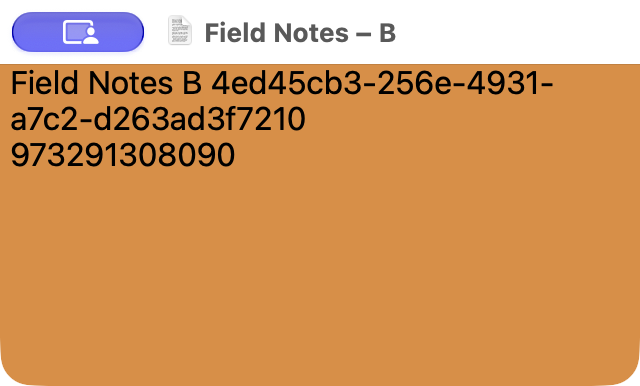 Field Notes – B
Field Notes B 4ed45cb3-256e-4931-
a7c2-d263ad3f7210
973291308090